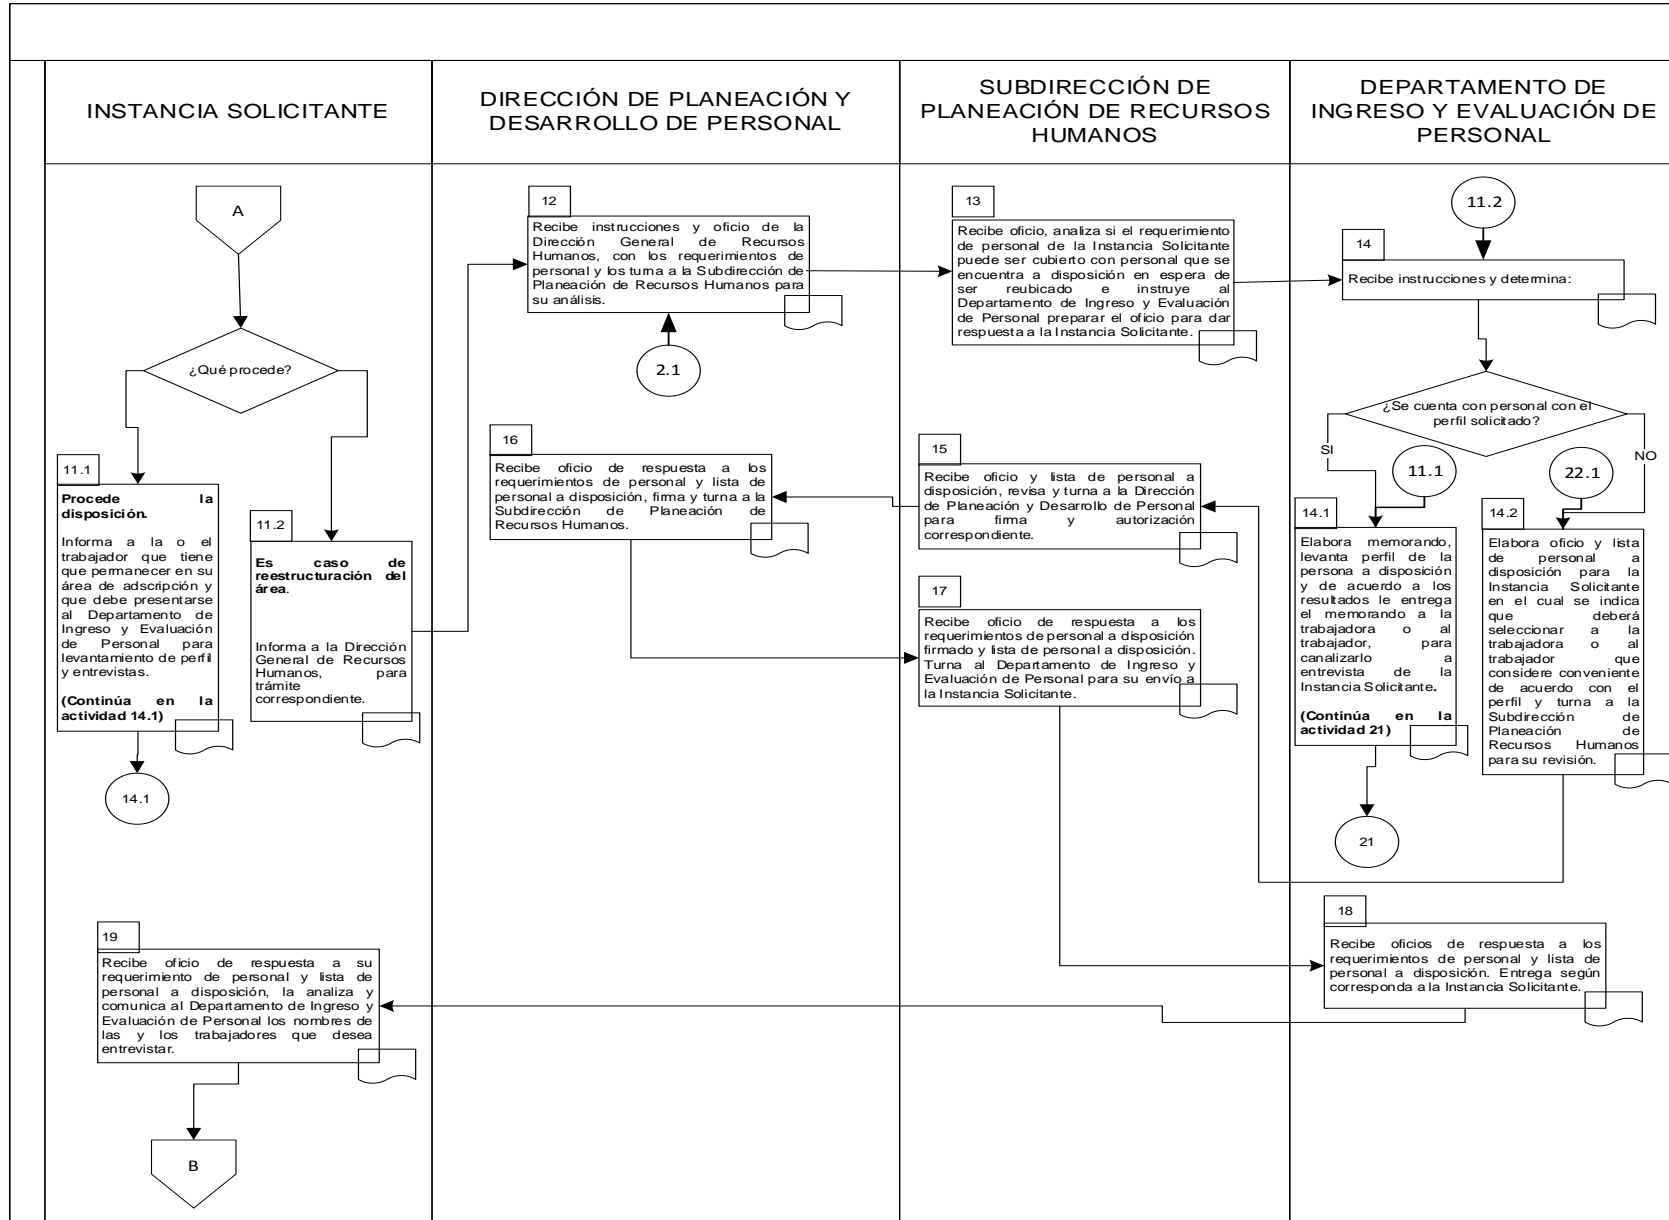 INSTANCIA SOLICITANTE
DIRECCIÓN DE PLANEACIÓN Y
DESARROLLO DE PERSONAL
SUBDIRECCIÓN DE
PLANEACIÓN DE RECURSOS
HUMANOS
DEPARTAMENTO DE
INGRESO Y EVALUACIÓN DE
PERSONAL
A
¿Qué procede?
11.1
Procede la
disposición.
Informa a la o el
trabajador que tiene
que permanecer en su
área de adscripción y
que debe presentarse
al Departamento de
Ingreso y Evaluación
de Personal para
levantamiento de perfil
y entrevistas.
(Continúa en la
actividad 14.1)
14.1
11.2
Es caso de
reestructuración del
área.
Informa a la Dirección
General de Recursos
Humanos, para
trámite
correspondiente.
12
Recibe instrucciones y oficio de la
Dirección General de Recursos
Humanos, con los requerimientos de
personal y los turna a la Subdirección de
Planeación de Recursos Humanos para
su análisis.
2.1
13
Recibe oficio, analiza si el requerimiento
de personal de la Instancia Solicitante
puede ser cubierto con personal que se
encuentra a disposición en espera de
ser reubicado e instruye al
Departamento de Ingreso y Evaluación
de Personal preparar el oficio para dar
respuesta a la Instancia Solicitante.
11.2
14
Recibe instrucciones y determina:
¿Se cuenta con personal con el
perfil solicitado?
SI
NO
11.1
22.1
14.1
Elabora memorando,
levanta perfil de la
persona a disposición
y de acuerdo a los
resultados le entrega
el memorando a la
trabajadora o al
trabajador, para
canalizarlo a
entrevista de la
Instancia Solicitante.
(Continúa en la
actividad 21)
21
14.2
Elabora oficio y lista
de personal a
disposición para la
Instancia Solicitante
en el cual se indica
que deberá
seleccionar a la
trabajadora o al
trabajador que
considere conveniente
de acuerdo con el
perfil y turna a la
Subdirección de
Planeación de
Recursos Humanos
para su revisión.
15
Recibe oficio y lista de personal a
disposición, revisa y turna a la Dirección
de Planeación y Desarrollo de Personal
para firma y autorización
correspondiente.
16
Recibe oficio de respuesta a los
requerimientos de personal y lista de
personal a disposición, firma y turna a la
Subdirección de Planeación de
Recursos Humanos.
17
Recibe oficio de respuesta a los
requerimientos de personal a disposición
firmado y lista de personal a disposición.
Turna al Departamento de Ingreso y
Evaluación de Personal para su envío a
la Instancia Solicitante.
18
Recibe oficios de respuesta a los
requerimientos de personal y lista de
personal a disposición. Entrega según
corresponda a la Instancia Solicitante.
19
Recibe oficio de respuesta a su
requerimiento de personal y lista de
personal a disposición, la analiza y
comunica al Departamento de Ingreso y
Evaluación de Personal los nombres de
las y los trabajadores que desea
entrevistar.
B